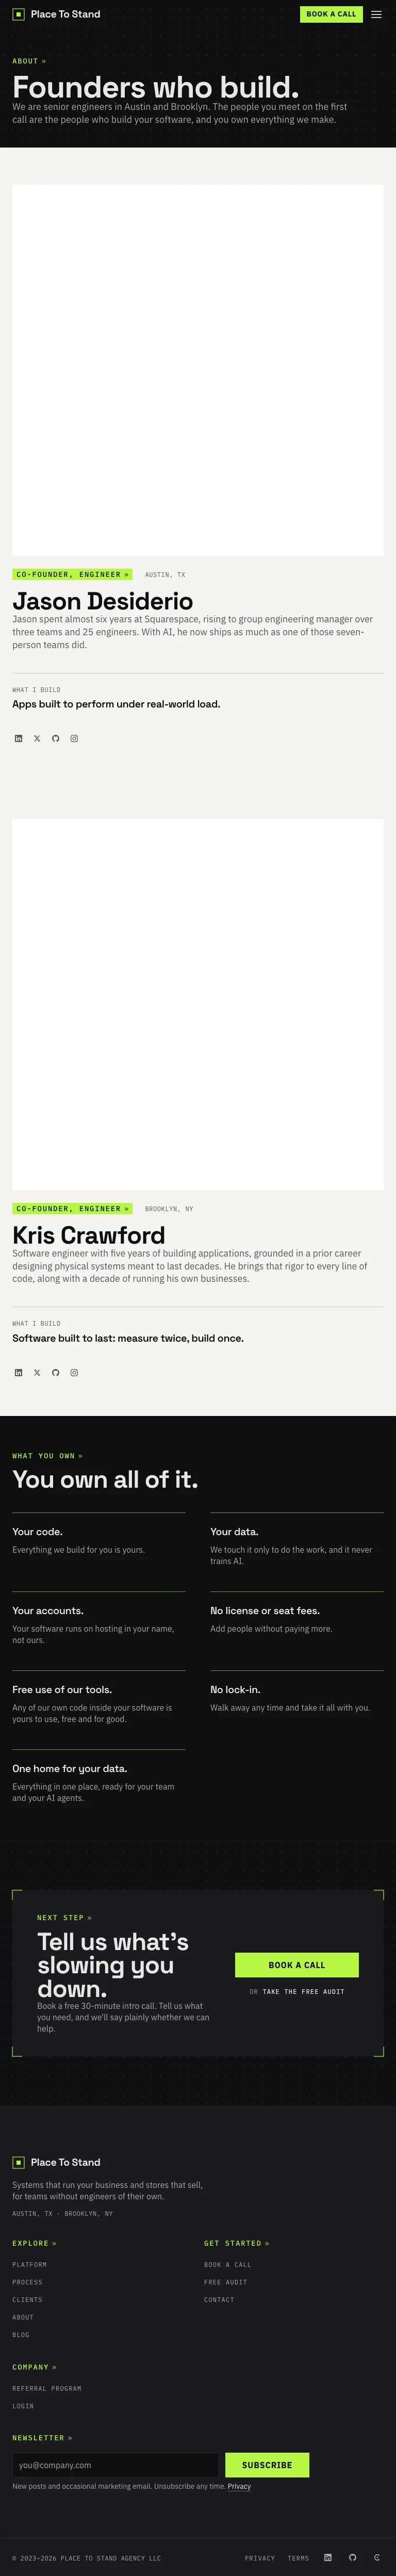 Place To Stand
BOOK A CALL
ABOUT »
Founders who build.
We are senior engineers in Austin and Brooklyn. The people you meet on the first
call are the people who build your software, and you own everything we make.
CO-FOUNDER, ENGINEER »
AUSTIN, TX
Jason Desiderio
Jason spent almost six years at Squarespace, rising to group engineering manager over
three teams and 25 engineers. With AI, he now ships as much as one of those seven-
person teams did.
WHAT I BUILD
Apps built to perform under real-world load.
CO-FOUNDER, ENGINEER »
BROOKLYN, NY
Kris Crawford
Software engineer with five years of building applications, grounded in a prior career
designing physical systems meant to last decades. He brings that rigor to every line of
code, along with a decade of running his own businesses.
WHAT I BUILD
Software built to last: measure twice, build once.
WHAT YOU OWN »
You own all of it.
Your code.
Everything we build for you is yours.
Your data.
We touch it only to do the work, and it never
trains AI.
Your accounts.
Your software runs on hosting in your name,
not ours.
No license or seat fees.
Add people without paying more.
Free use of our tools.
Any of our own code inside your software is
yours to use, free and for good.
No lock-in.
Walk away any time and take it all with you.
One home for your data.
Everything in one place, ready for your team
and your AI agents.
NEXT STEP »
Tell us what's
slowing you
down.
Book a free 30-minute intro call. Tell us what
you need, and we'll say plainly whether we can
help.
BOOK A CALL
OR TAKE THE FREE AUDIT
Place To Stand
Systems that run your business and stores that sell,
for teams without engineers of their own.
AUSTIN, TX · BROOKLYN, NY
EXPLORE »
PLATFORM
PROCESS
CLIENTS
ABOUT
BLOG
GET STARTED »
BOOK A CALL
FREE AUDIT
CONTACT
COMPANY »
REFERRAL PROGRAM
LOGIN
NEWSLETTER »
you@company.com
SUBSCRIBE
New posts and occasional marketing email. Unsubscribe any time. Privacy
© 2023–2026 PLACE TO STAND AGENCY LLC
PRIVACY
TERMS